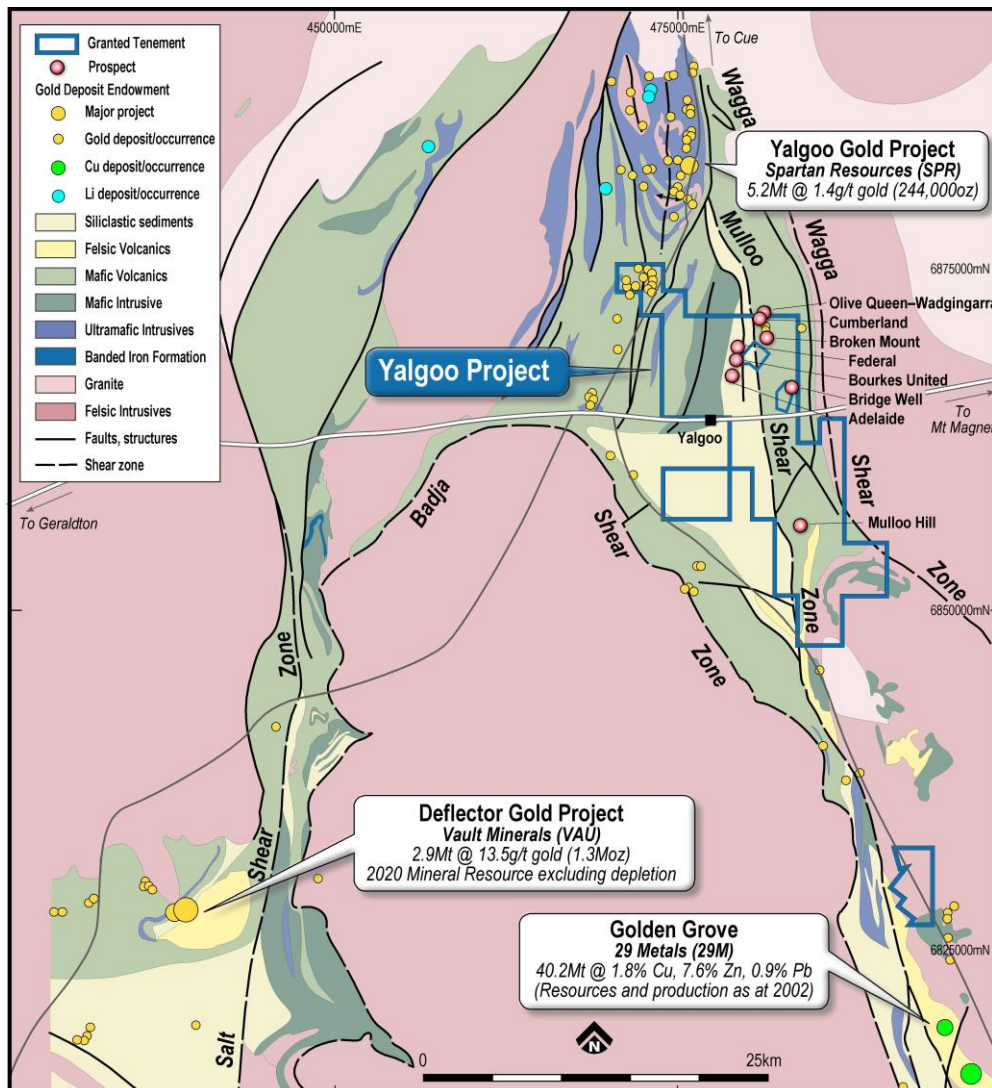 450000mE
475000mE
To Cue
Granted Tenement
Prospect
Gold Deposit Endowment
Major project
Gold deposit/occurrence
Cu deposit/occurrence
Li deposit/occurrence
Siliclastic sediments
Felsic Volcanics
Mafic Volcanics
Mafic Intrusive
Ultramafic Intrusives
Banded Iron Formation
Granite
Felsic Intrusives
Faults, structures
Shear zone
Wagga
Yalgoo Gold Project
Spartan Resources (SPR)
5.2Mt @ 1.4g/t gold (244,000oz)
Mulloo
Wagga
6875000mN
Olive Queen–Wadgingarra
Cumberland
Broken Mount
Federal
Bourkes United
Bridge Well
Adelaide
Yalgoo Project
To
Mt Magnet
Yalgoo
Shear
Shear
To Geraldton
Badja
Shear
Mulloo Hill
Zone
Zone
6850000mN
Zone
Zone
Deflector Gold Project
Vault Minerals (VAU)
2.9Mt @ 13.5g/t gold (1.3Moz)
2020 Mineral Resource excluding depletion
Shear
Golden Grove
29 Metals (29M)
40.2Mt @ 1.8% Cu, 7.6% Zn, 0.9% Pb
(Resources and production as at 2002)
6825000mN
Salt
N
0
25km